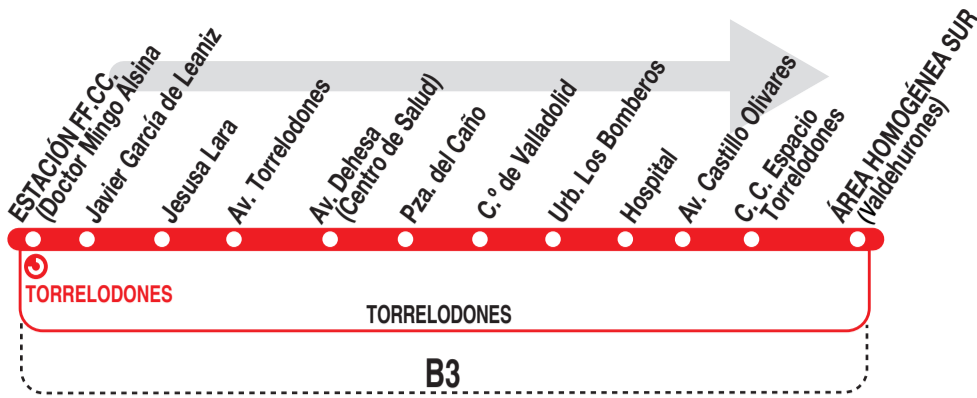 ESTACIÓN FF.CC.
(Doctor Mingo Alsina
Javier García de Leaniz
Jesusa Lara
Av. Torrelodones
Av. Dehesa
(Centro de Salud)
Pza. del Caño
C.º de Valladolid
Urb. Los Bomberos
Hospital
Av. Castillo Olivares
C. C. Espacio
Torrelodones
ÁREA HOMOGÉNEA SUR
(Valdehurones)
TORRELODONES
TORRELODONES
B3